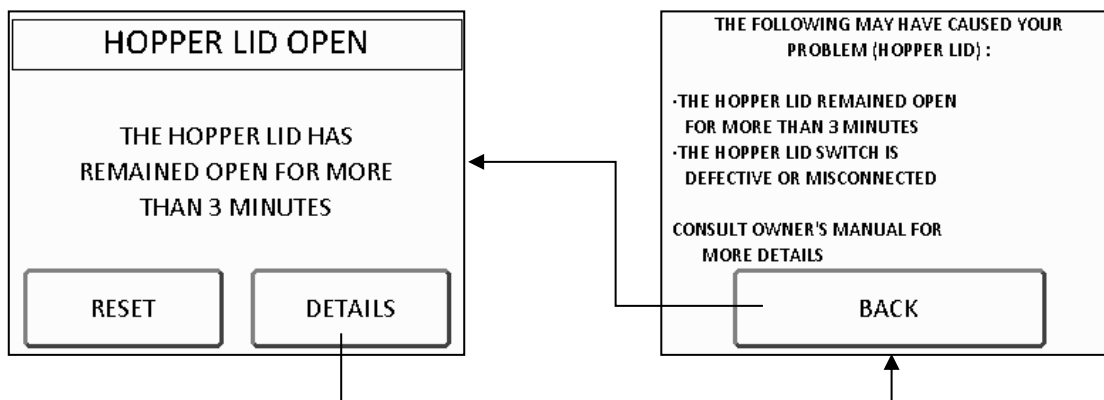 HOPPER LID OPEN
THE HOPPER LID HAS
REMAINED OPEN FOR MORE
THAN 3 MINUTES
RESET
DETAILS
THE FOLLOWING MAY HAVE CAUSED YOUR
PROBLEM (HOPPER LID) :
·THE HOPPER LID REMAINED OPEN
FOR MORE THAN 3 MINUTES
·THE HOPPER LID SWITCH IS
DEFECTIVE OR MISCONNECTED
CONSULT OWNER'S MANUAL FOR
MORE DETAILS
BACK